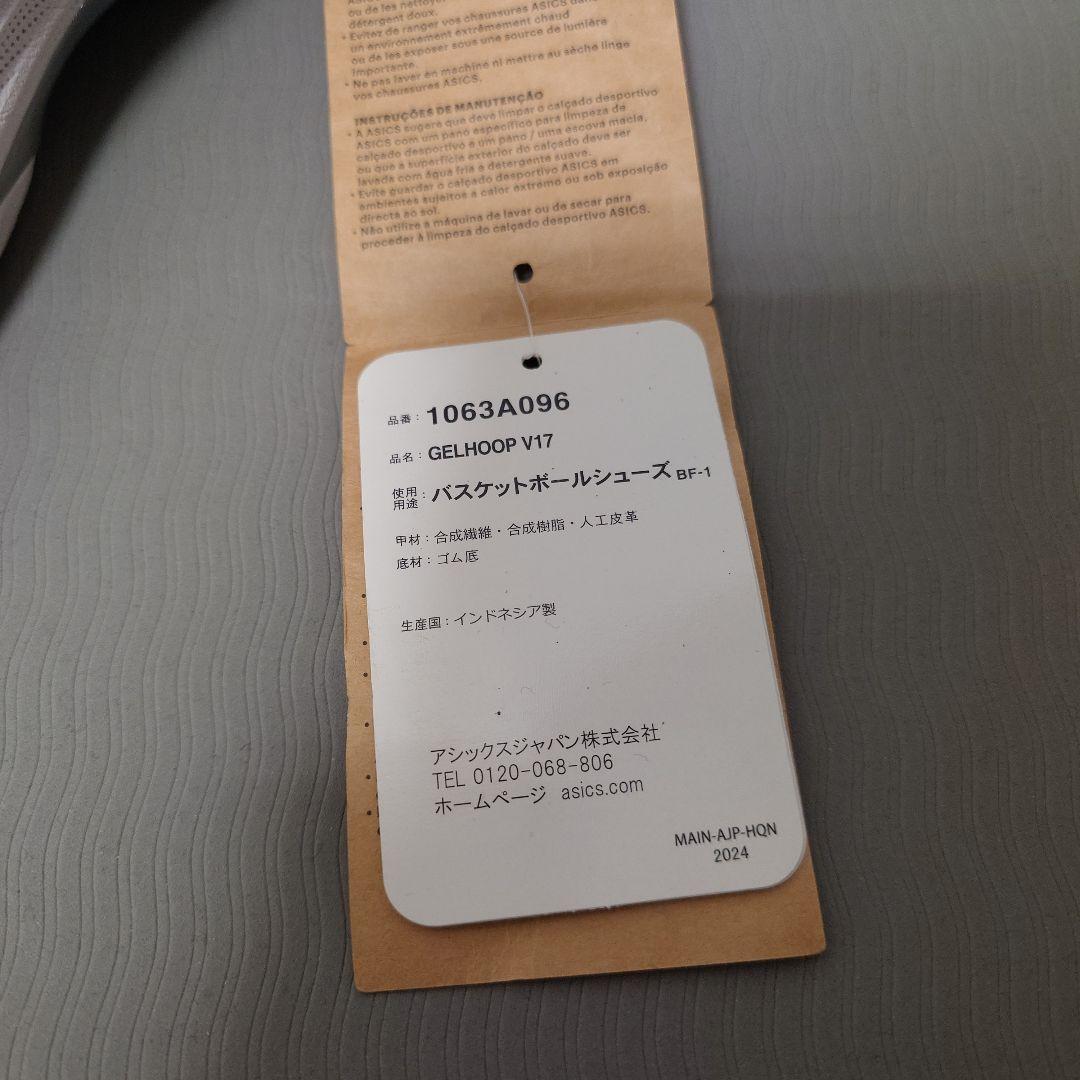 ou de les nettoyer
détergent doux.
• Évitez de ranger vos chaussures ASICS dans
un environnement extrêmement chaud
ou de les exposer sous une source de lumière
importante.
• Ne pas laver en machine ni mettre au sèche linge
vos chaussures ASICS.
INSTRUÇÕES DE MANUTENÇÃO
• A ASICS sugere que deve limpar o calçado desportivo
ASICS com um pano específico para limpeza de
calçado desportivo e um pano / uma escova macia,
ou que a superfície exterior do calçado deva ser
lavada com água fria e detergente suave.
• Evite guardar o calçado desportivo ASICS em
ambientes sujeitos a calor extremo ou sob exposição
directa ao sol.
• Não utilize a máquina de lavar ou de secar para
proceder à limpeza do calçado desportivo ASICS.
品番：1063A096
品名：GELHOOP V17
使用用途：バスケットボールシューズ BF-1
甲材：合成繊維・合成樹脂・人工皮革
底材：ゴム底
生産国：インドネシア製
アシックスジャパン株式会社
TEL 0120-068-806
ホームページ asics.com
MAIN-AJP-HQN
2024